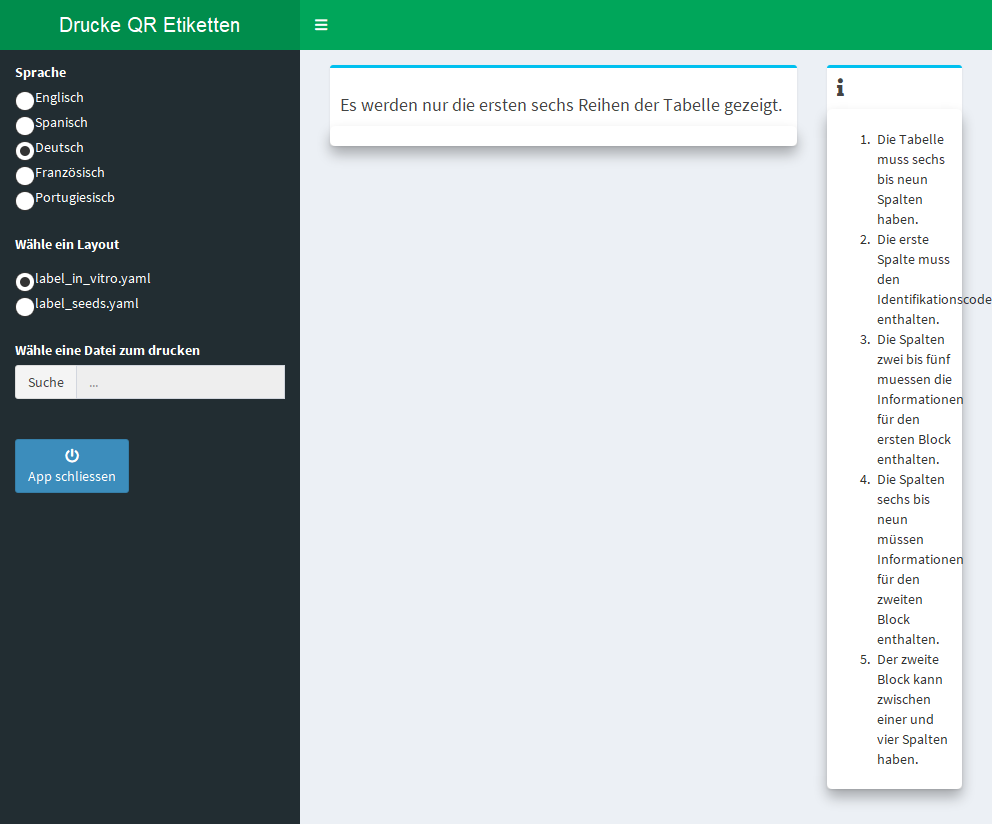 Drucke QR Etiketten
Sprache
Englisch
Spanisch
Deutsch
Französisch
Portugiesiscb
Wähle ein Layout
label_in_vitro.yaml
label_seeds.yaml
Wähle eine Datei zum drucken
Suche ...
App schliessen
Es werden nur die ersten sechs Reihen der Tabelle gezeigt.
1. Die Tabelle
muss sechs
bis neun
Spalten
haben.
2. Die erste
Spalte muss
den
Identifikationscode
enthalten.
3. Die Spalten
zwei bis fünf
muessen die
Informationen
für den
ersten Block
enthalten.
4. Die Spalten
sechs bis
neun
müssen
Informationen
für den
zweiten
Block
enthalten.
5. Der zweite
Block kann
zwischen
einer und
vier Spalten
haben.